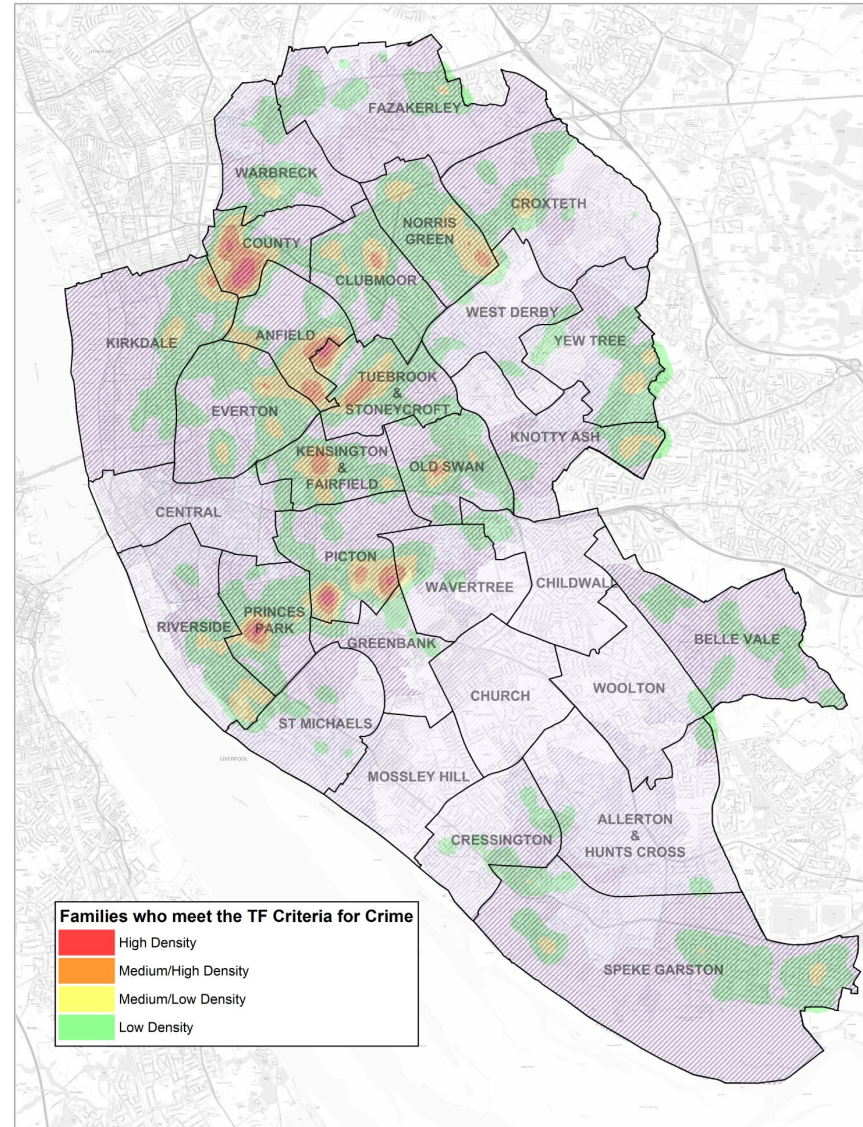 FAZAKERLEY
WARBRECK
CROXTETH
NORRIS
GREEN
COUNTY
CLUBMOOR
WEST DERBY
KIRKDALE
ANFIELD
YEW TREE
TUEBROOK
&
STONEYCROFT
EVERTON
KNOTTY ASH
KENSINGTON
&
FAIRFIELD
OLD SWAN
CENTRAL
PICTON
WAVERTREE
CHILDWALL
PRINCES
PARK
RIVERSIDE
GREENBANK
BELLE VALE
CHURCH
WOOLTON
ST MICHAELS
LIVERPOOL
MOSSLEY HILL
CRESSINGTON
ALLERTON
&
HUNTS CROSS
SPEKE GARSTON
Families who meet the TF Criteria for Crime
High Density
Medium/High Density
Medium/Low Density
Low Density